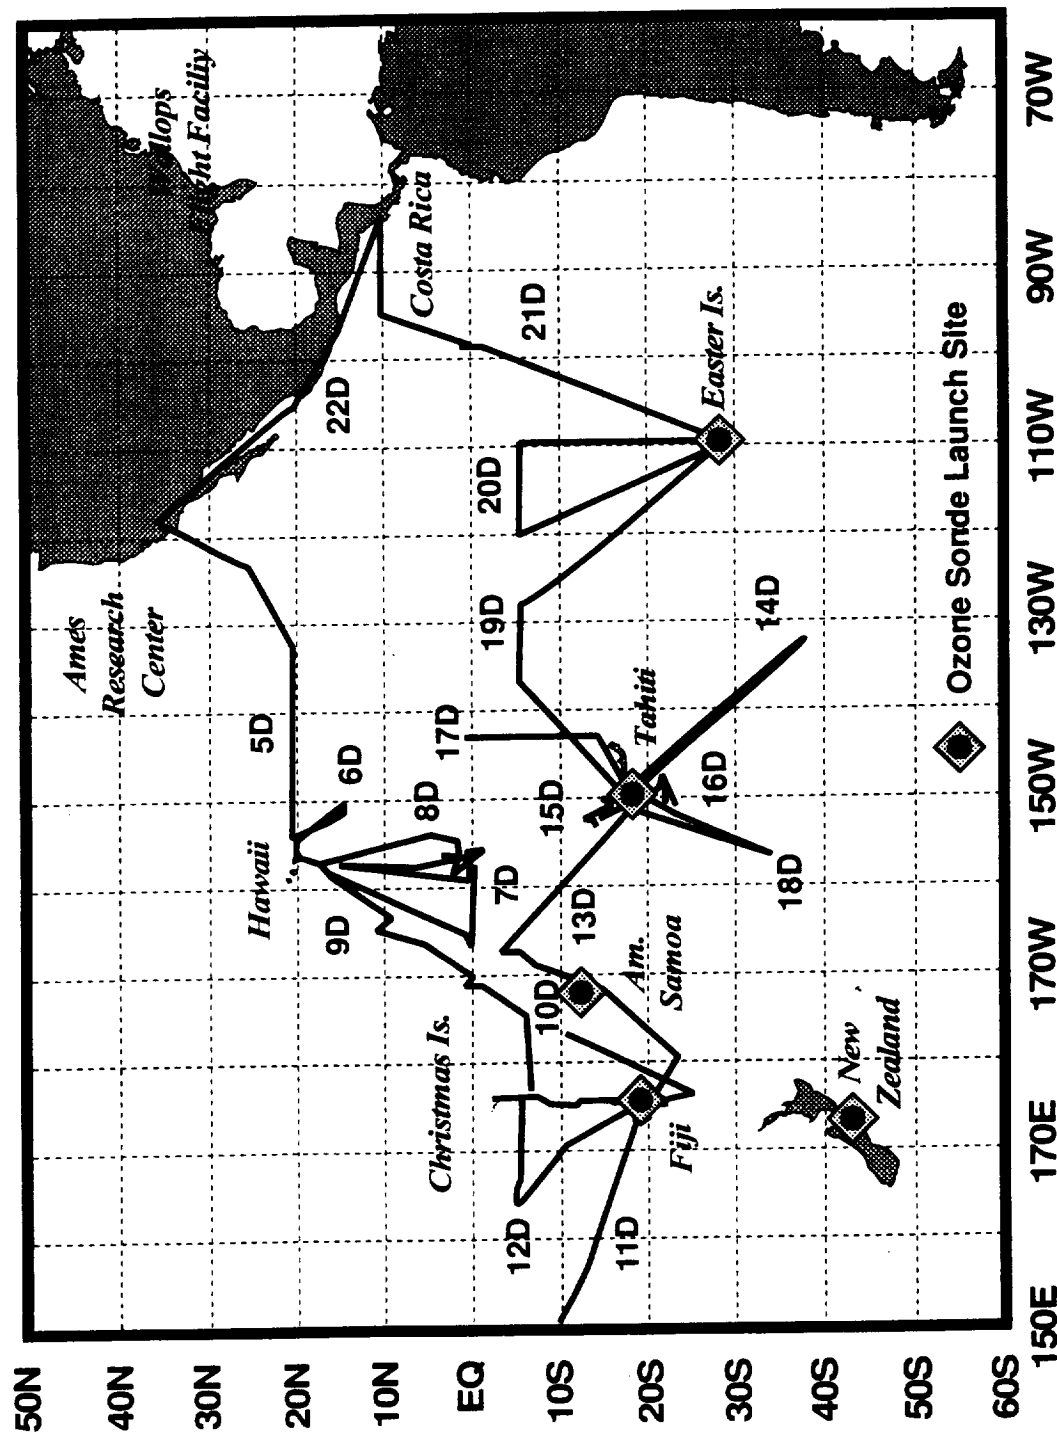 50N
40N
30N
20N
10N
EQ
10S
20S
30S
40S
50S
60S
150E
170E
170W
150W
130W
110W
90W
70W
Ames
Research
Center
Wallops
Flight Faciliy
Costa Rica
Hawaii
Christmas Is.
Easter Is.
Tahiti
Am.
Samoa
Fiji
New
Zealand
5D
6D
7D
8D
9D
10D
11D
12D
13D
14D
15D
16D
17D
18D
19D
20D
21D
22D
Ozone Sonde Launch Site